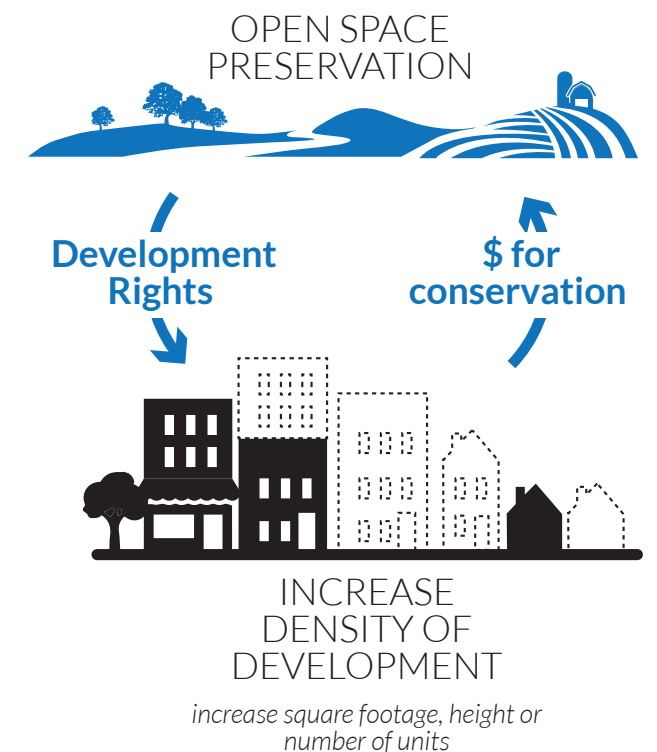 OPEN SPACE
PRESERVATION
Development
Rights
$ for
conservation
INCREASE
DENSITY OF
DEVELOPMENT
increase square footage, height or
number of units